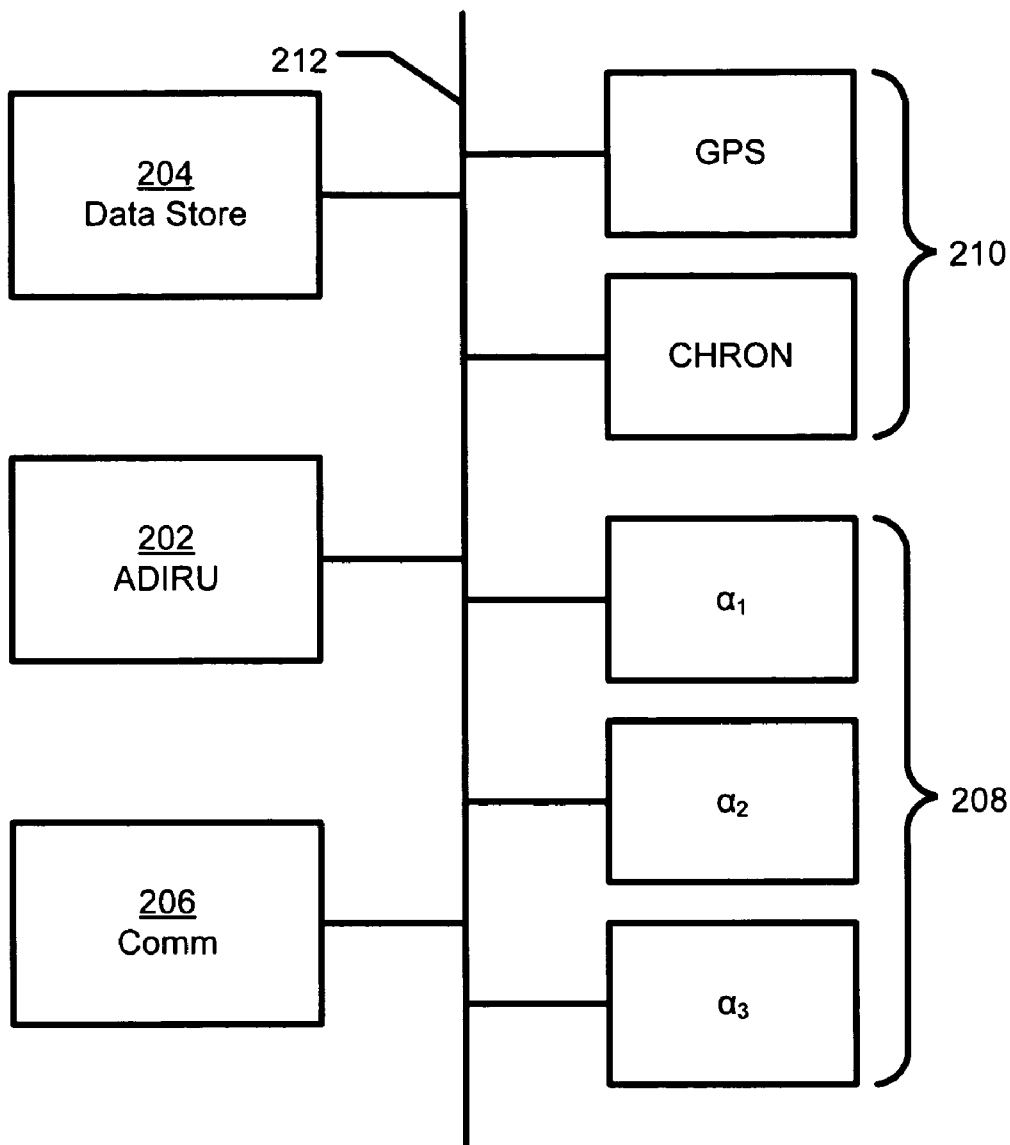 212
204
Data Store
GPS
210
CHRON
202
ADIRU
α₁
α₂
208
206
Comm
α₃